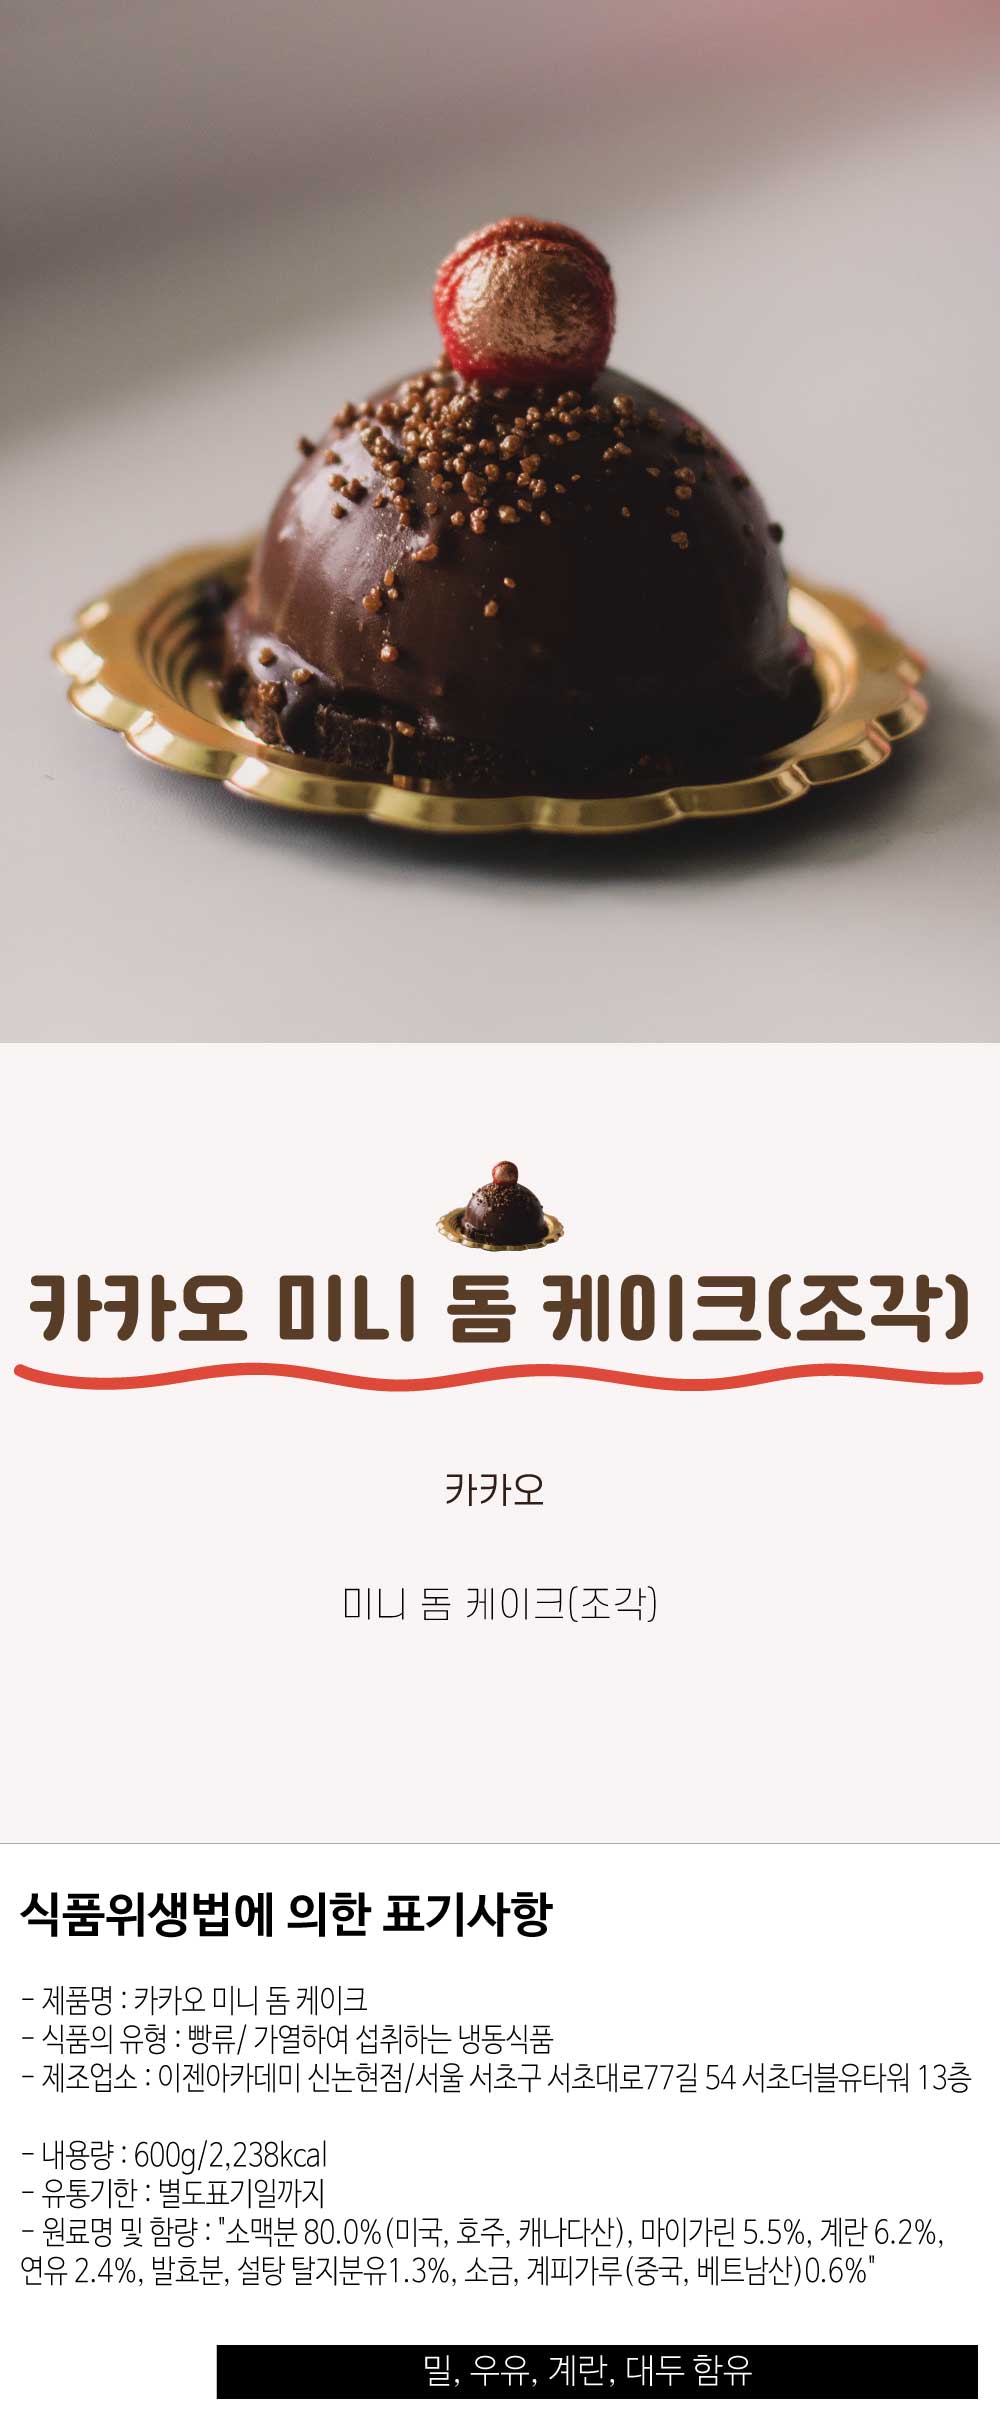 카카오 미니 돔 케이크(조각)
카카오
미니 돔 케이크(조각)
식품위생법에 의한 표기사항
- 제품명 : 카카오 미니 돔 케이크
- 식품의 유형 : 빵류/ 가열하여 섭취하는 냉동식품
- 제조업소 : 이젠아카데미 신논현점/서울 서초구 서초대로77길 54 서초더블유타워 13층
- 내용량 : 600g/2,238kcal
- 유통기한 : 별도표기일까지
- 원료명 및 함량 : "소맥분 80.0%(미국, 호주, 캐나다산), 마이가린 5.5%, 계란 6.2%,
연유 2.4%, 발효분, 설탕 탈지분유1.3%, 소금, 계피가루(중국, 베트남산)0.6%"
밀, 우유, 계란, 대두 함유